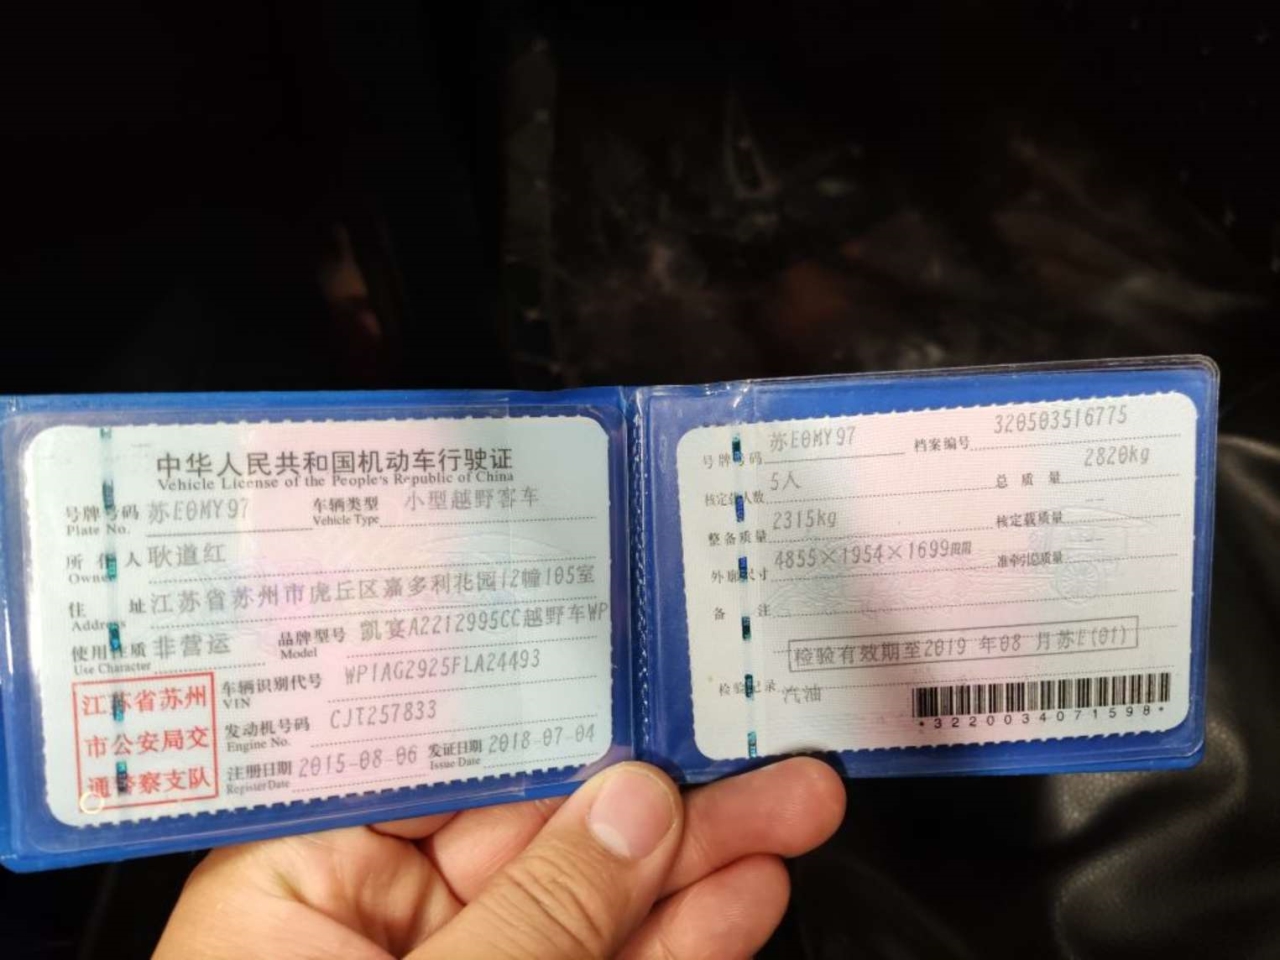 中华人民共和国机动车行驶证
Vehicle License of the People's Republic of China
号牌号码 苏E0MY97 车辆类型 小型越野客车
Plate No. Vehicle Type
所有人 耿道红
Owner
住址 江苏省苏州市虎丘区嘉多利花园12幢105室
Address
使用性质 非营运 品牌型号 凯宴A2212995CC越野车WP
Use Character Model
江苏省苏州
市公安局交
通警察支队
车辆识别代号 WP1AG2925FLA24493
VIN
发动机号码 CJT257833
Engine No.
注册日期 2015-08-06 发证日期 2018-07-04
Register Date Issue Date
号牌号码 苏E0MY97 档案编号 320503516775
核定载人数 5人 总质量 2820kg
整备质量 2315kg 核定载质量 --
外廓尺寸 4855×1954×1699 准牵引总质量 --
备注
检验有效期至2019年08月苏E(01)
检验记录 汽油
*3220034071598*